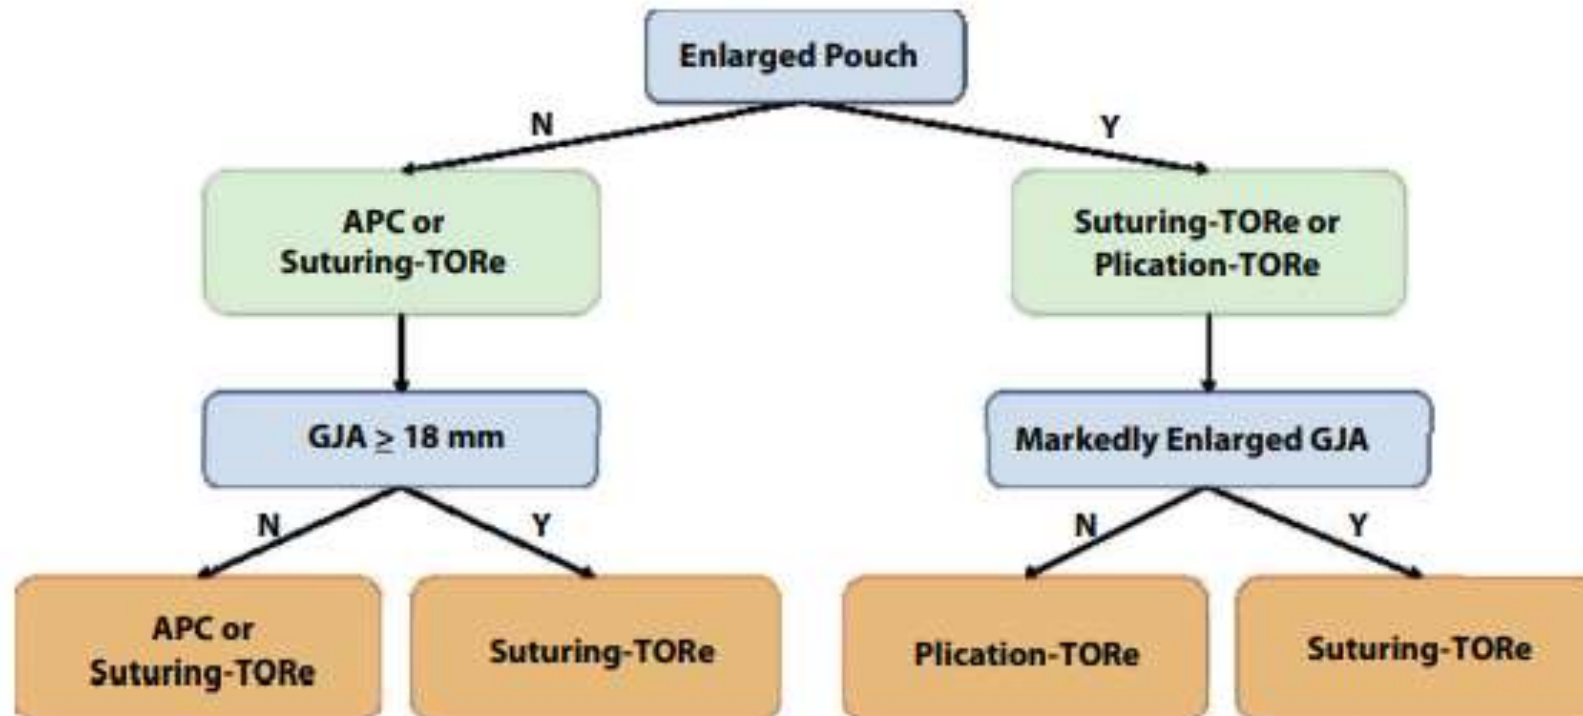 Enlarged Pouch
N
Y
APC or
Suturing-TORe
Suturing-TORe or
Plication-TORe
GJA ≥ 18 mm
Markedly Enlarged GJA
N
Y
N
Y
APC or
Suturing-TORe
Suturing-TORe
Plication-TORe
Suturing-TORe